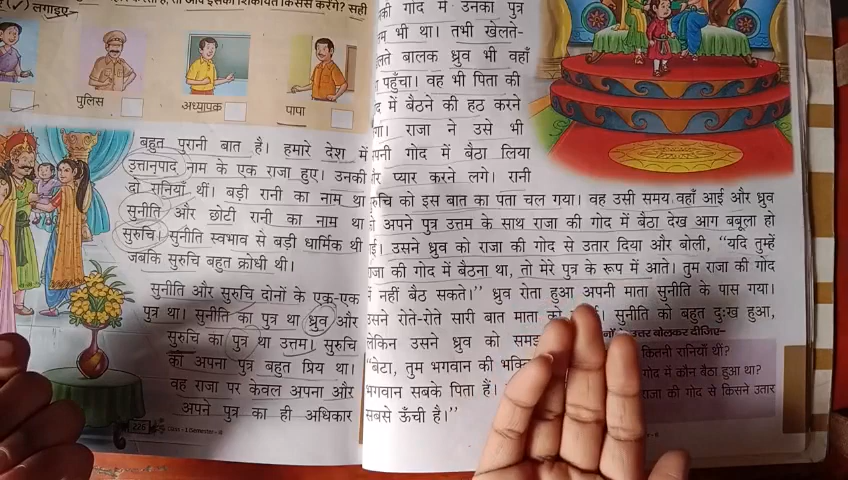 लगाइए–
पुलिस
अध्यापक
पापा
बहुत पुरानी बात है। हमारे देश में
उत्तानपाद नाम के एक राजा हुए। उनकी
दो रानियाँ थीं। बड़ी रानी का नाम था
सुनीति और छोटी रानी का नाम था
सुरुचि। सुनीति स्वभाव से बड़ी धार्मिक थी
जबकि सुरुचि बहुत क्रोधी थी।
सुनीति और सुरुचि दोनों के एक-एक
पुत्र था। सुनीति का पुत्र था ध्रुव और
सुरुचि का पुत्र था उत्तम। सुरुचि
को अपना पुत्र बहुत प्रिय था।
वह राजा पर केवल अपना और
अपने पुत्र का ही अधिकार
226
गोद में उनका पुत्र
भी था। तभी खेलते-
बालक ध्रुव भी वहाँ
पहुँचा। वह भी पिता की
में बैठने की हठ करने
राजा ने उसे भी
गोद में बैठा लिया
प्यार करने लगे। रानी
को इस बात का पता चल गया। वह उसी समय वहाँ आई और ध्रुव
अपने पुत्र उत्तम के साथ राजा की गोद में बैठा देख आग बबूला हो
उसने ध्रुव को राजा की गोद से उतार दिया और बोली, “यदि तुम्हें
की गोद में बैठना था, तो मेरे पुत्र के रूप में आते। तुम राजा की गोद
नहीं बैठ सकते।” ध्रुव रोता हुआ अपनी माता सुनीति के पास गया।
उसने रोते-रोते सारी बात माता को सुनीति को बहुत दुःख हुआ,
लेकिन उसने ध्रुव को
“बेटा, तुम भगवान की
भगवान सबके पिता हैं।
सबसे ऊँची है।”
उत्तर बोलकर दीजिए–
कितनी रानियाँ थीं?
गोद में कौन बैठा हुआ था?
की गोद से किसने उतार